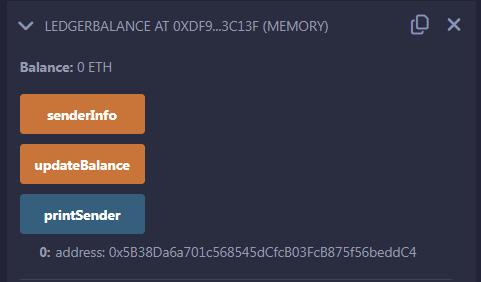 LEDGERBALANCE AT 0XDF9...3C13F (MEMORY)
Balance: 0 ETH
senderInfo
updateBalance
printSender
0: address: 0x5B38Da6a701c568545dCfcB03FcB875f56beddC4